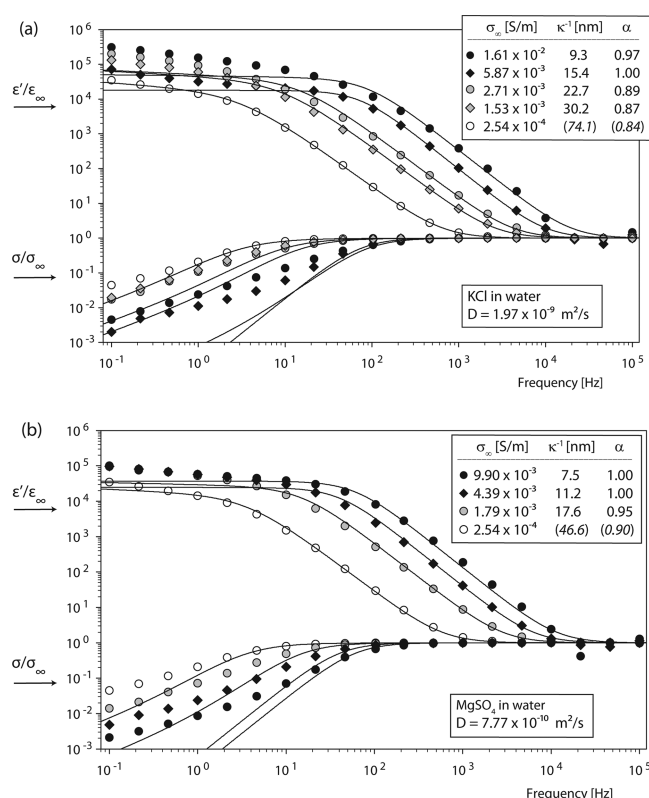 (a)
10^6
10^5
ε'/ε∞
10^4
10^3
10^2
10^1
10^0
σ/σ∞
10^-1
10^-2
10^-3
σ∞ [S/m] κ^-1 [nm] α
1.61 x 10^-2 9.3 0.97
5.87 x 10^-3 15.4 1.00
2.71 x 10^-3 22.7 0.89
1.53 x 10^-3 30.2 0.87
2.54 x 10^-4 (74.1) (0.84)
KCl in water
D = 1.97 x 10^-9 m²/s
10^-1 10^0 10^1 10^2 10^3 10^4 10^5
Frequency [Hz]
(b)
10^6
10^5
ε'/ε∞
10^4
10^3
10^2
10^1
10^0
σ/σ∞
10^-1
10^-2
10^-3
σ∞ [S/m] κ^-1 [nm] α
9.90 x 10^-3 7.5 1.00
4.39 x 10^-3 11.2 1.00
1.79 x 10^-3 17.6 0.95
2.54 x 10^-4 (46.6) (0.90)
MgSO₄ in water
D = 7.77 x 10^-10 m²/s
10^-1 10^0 10^1 10^2 10^3 10^4 10^5
Frequency [Hz]